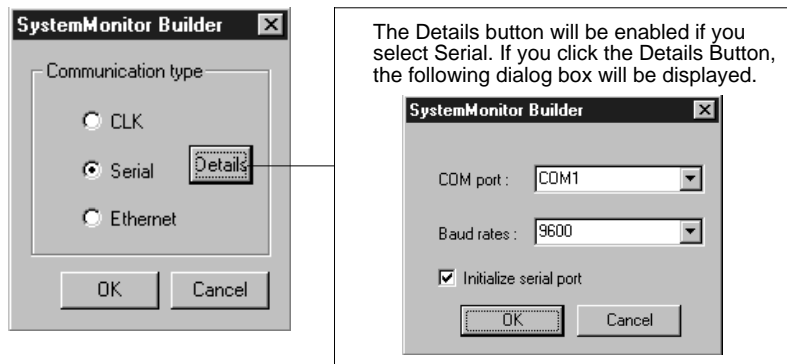 SystemMonitor Builder
Communication type
CLK
Serial
Details
Ethernet
OK
Cancel
The Details button will be enabled if you
select Serial. If you click the Details Button,
the following dialog box will be displayed.
SystemMonitor Builder
COM port :
COM1
Baud rates :
9600
Initialize serial port
OK
Cancel